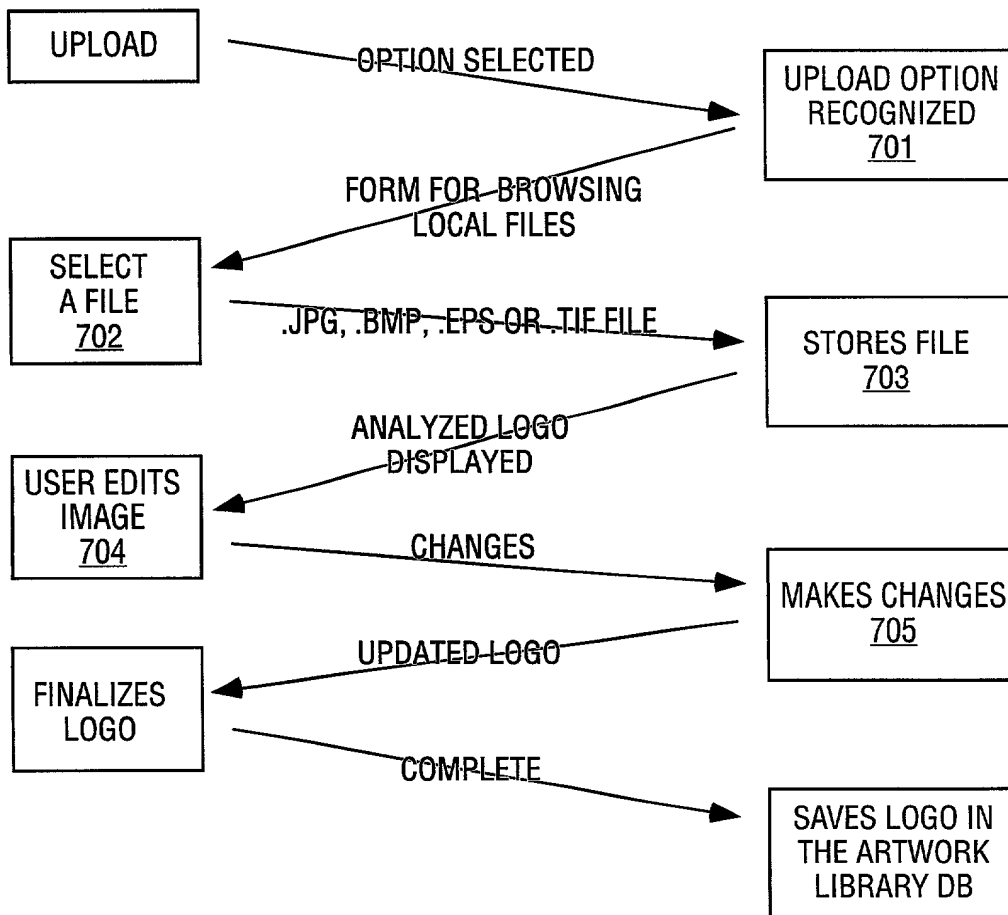 UPLOAD
OPTION SELECTED
UPLOAD OPTION
RECOGNIZED
701
FORM FOR BROWSING
LOCAL FILES
SELECT
A FILE
702
.JPG, .BMP, .EPS OR .TIF FILE
STORES FILE
703
ANALYZED LOGO
DISPLAYED
USER EDITS
IMAGE
704
CHANGES
MAKES CHANGES
705
UPDATED LOGO
FINALIZES
LOGO
COMPLETE
SAVES LOGO IN
THE ARTWORK
LIBRARY DB